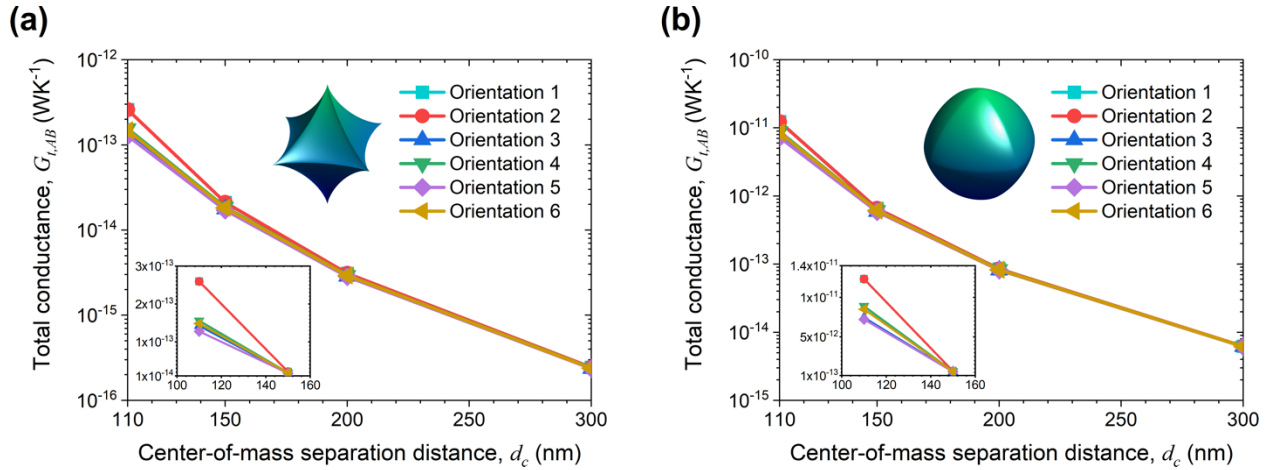 (a)
Total conductance, G_{t,AB} (WK⁻¹)
10⁻¹²
10⁻¹³
10⁻¹⁴
10⁻¹⁵
10⁻¹⁶
Orientation 1
Orientation 2
Orientation 3
Orientation 4
Orientation 5
Orientation 6
3x10⁻¹³
2x10⁻¹³
1x10⁻¹³
1x10⁻¹⁴
100 120 140 160
110 150 200 250 300
Center-of-mass separation distance, d_c (nm)
(b)
Total conductance, G_{t,AB} (WK⁻¹)
10⁻¹⁰
10⁻¹¹
10⁻¹²
10⁻¹³
10⁻¹⁴
10⁻¹⁵
Orientation 1
Orientation 2
Orientation 3
Orientation 4
Orientation 5
Orientation 6
1.4x10⁻¹¹
1x10⁻¹¹
5x10⁻¹²
1x10⁻¹³
100 120 140 160
110 150 200 250 300
Center-of-mass separation distance, d_c (nm)